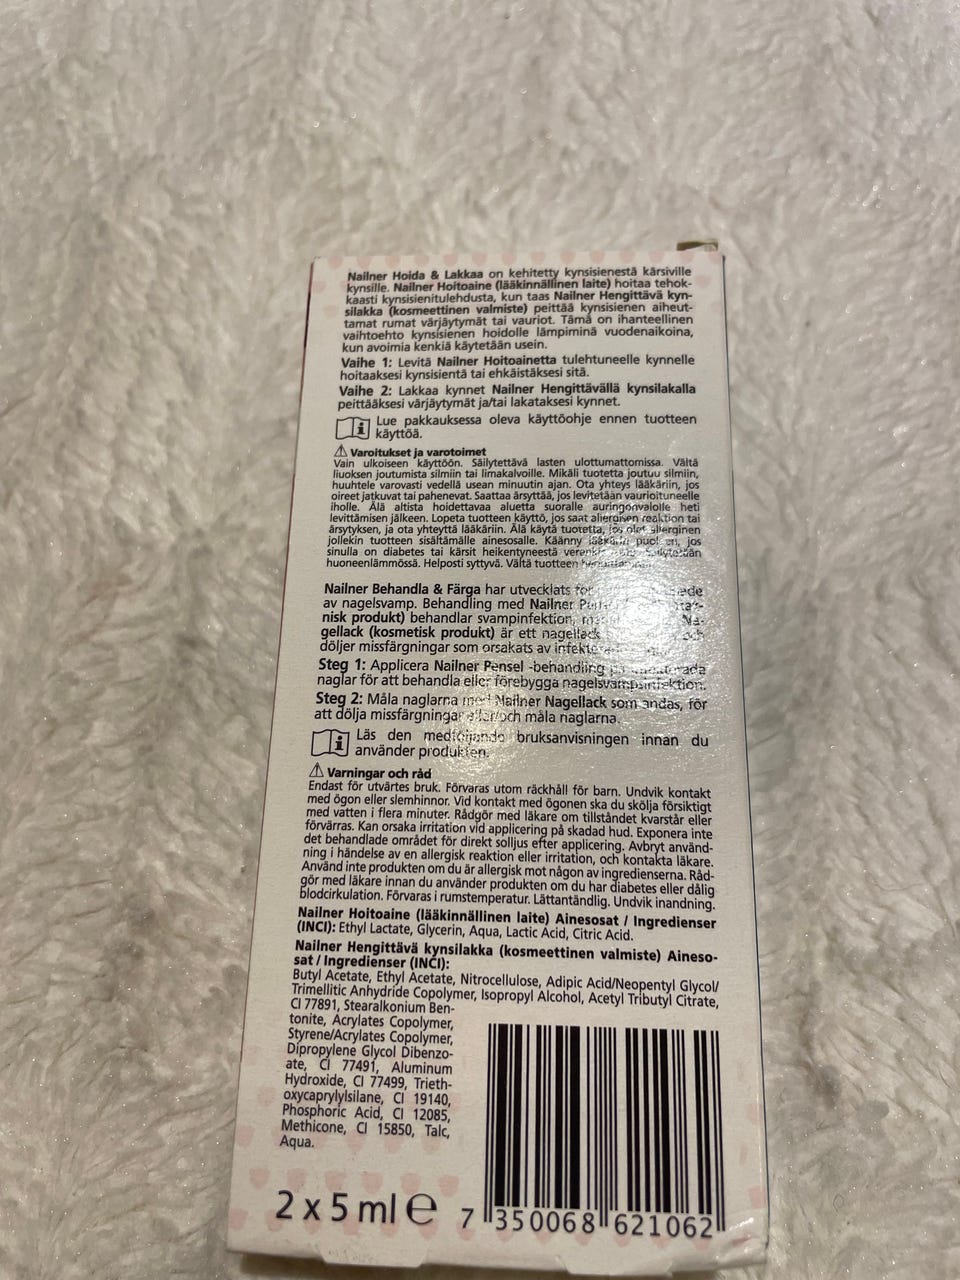 Nailner Hoida & Lakkaa on kehitetty kynsisienestä kärsiville
kynsille. Nailner Hoitoaine (lääkinnällinen laite) hoitaa tehok-
kaasti kynsisienitulehdusta, kun taas Nailner Hengittävä kyn-
silakka (kosmeettinen valmiste) peittää kynsisienen aiheut-
tamat rumat värjäytymät tai vauriot. Tämä on ihanteellinen
vaihtoehto kynsisienen hoidolle lämpiminä vuodenaikoina,
kun avoimia kenkiä käytetään usein.
Vaihe 1: Levitä Nailner Hoitoainetta tulehtuneelle kynnelle
hoitaaksesi kynsisientä tai ehkäistäksesi sitä.
Vaihe 2: Lakkaa kynnet Nailner Hengittävällä kynsilakalla
peittääksesi värjäytymät ja/tai lakataksesi kynnet.
Lue pakkauksessa oleva käyttöohje ennen tuotteen
käyttöä.
Varoitukset ja varotoimet
Vain ulkoiseen käyttöön. Säilytettävä lasten ulottumattomissa. Vältä
liuoksen joutumista silmiin tai limakalvoille. Mikäli tuotetta joutuu silmiin,
huuhtele varovasti vedellä usean minuutin ajan. Ota yhteys lääkäriin, jos
oireet jatkuvat tai pahenevat. Saattaa ärsyttää, jos levitetään vaurioituneelle
iholle. Älä altista hoidettavaa aluetta suoralle auringonvalolle heti
levittämisen jälkeen. Lopeta tuotteen käyttö, jos saat allergisen reaktion tai
ärsytyksen, ja ota yhteyttä lääkäriin. Älä käytä tuotetta, jos olet allerginen
jollekin tuotteen sisältämälle ainesosalle. Käänny lääkärin puoleen, jos
sinulla on diabetes tai kärsit heikentyneestä Säilytetään
huoneenlämmössä. Helposti syttyvä. Vältä tuotteen
Nailner Behandla & Färga har utvecklats för
av nagelsvamp. Behandling med Nailner
nisk produkt) behandlar svampinfektion,
gellack (kosmetisk produkt) är ett nagellack och
döljer missfärgningar som orsakats av
Steg 1: Applicera Nailner Pensel -behandling på infekterade
naglar för att behandla eller förebygga nagelsvampsinfektion.
Steg 2: Måla naglarna med Nailner Nagellack som andas, för
att dölja missfärgningar eller/och måla naglarna.
Läs den medföljande bruksanvisningen innan du
använder produkten.
Varningar och råd
Endast för utvärtes bruk. Förvaras utom räckhåll för barn. Undvik kontakt
med ögon eller slemhinnor. Vid kontakt med ögonen ska du skölja försiktigt
med vatten i flera minuter. Rådgör med läkare om tillståndet kvarstår eller
förvärras. Kan orsaka irritation vid applicering på skadad hud. Exponera inte
det behandlade området för direkt solljus efter applicering. Avbryt använd-
ning i händelse av en allergisk reaktion eller irritation, och kontakta läkare.
Använd inte produkten om du är allergisk mot någon av ingredienserna. Råd-
gör med läkare innan du använder produkten om du har diabetes eller dålig
blodcirkulation. Förvaras i rumstemperatur. Lättantändlig. Undvik inandning.
Nailner Hoitoaine (lääkinnällinen laite) Ainesosat / Ingredienser
(INCI): Ethyl Lactate, Glycerin, Aqua, Lactic Acid, Citric Acid.
Nailner Hengittävä kynsilakka (kosmeettinen valmiste) Aineso-
sat / Ingredienser (INCI):
Butyl Acetate, Ethyl Acetate, Nitrocellulose, Adipic Acid/Neopentyl Glycol/
Trimellitic Anhydride Copolymer, Isopropyl Alcohol, Acetyl Tributyl Citrate,
CI 77891, Stearalkonium Ben-
tonite, Acrylates Copolymer,
Styrene/Acrylates Copolymer,
Dipropylene Glycol Dibenzo-
ate, CI 77491, Aluminum
Hydroxide, CI 77499, Trieth-
oxycaprylylsilane, CI 19140,
Phosphoric Acid, CI 12085,
Methicone, CI 15850, Talc,
Aqua.
2 x 5 ml ℮
7 350068 621062